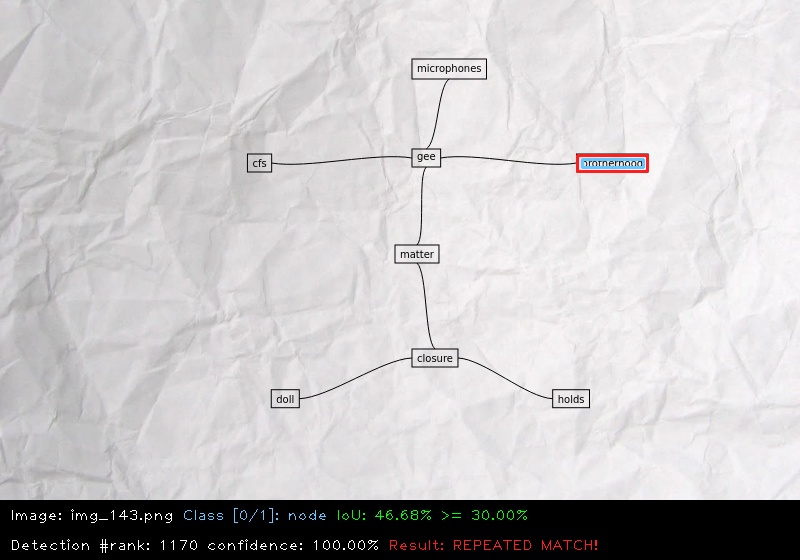 microphones
gee
cfs
matter
closure
doll
holds
Image: img_143.png Class [0/1]: node IoU: 46.68% >= 30.00%
Detection #rank: 1170 confidence: 100.00% Result: REPEATED MATCH!